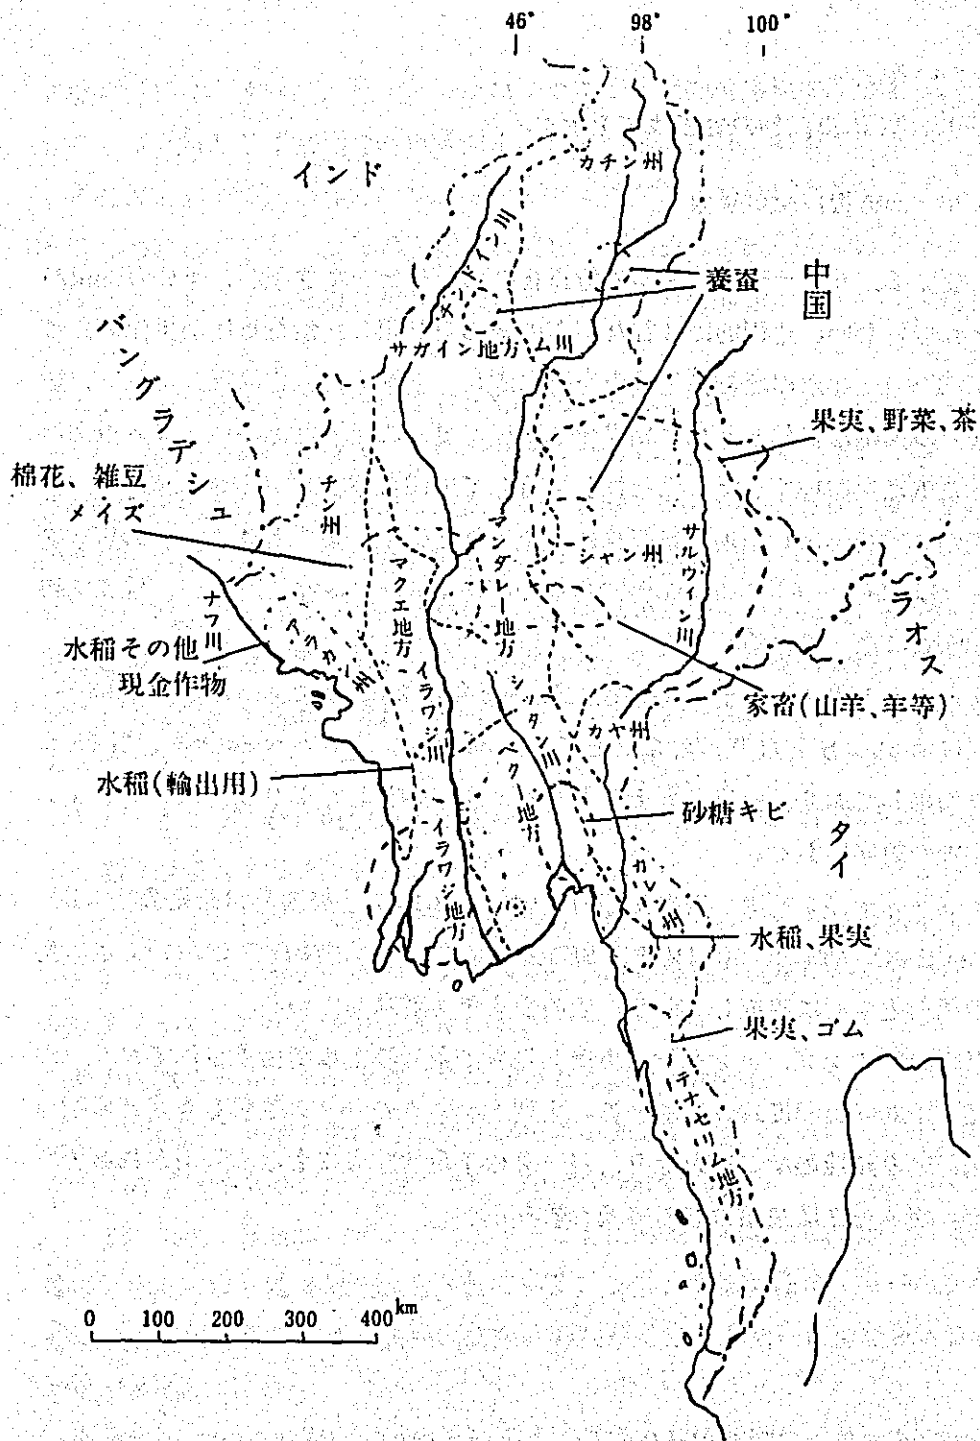 46°
98°
100°
インド
カチン州
チンドイン川
養蚕
中国
サガイン地方
ム川
バングラデシュ
果実、野菜、茶
棉花、雑豆
メイズ
チン州
マンダレー地方
シャン州
サルウィン川
マクエ地方
ナフ川
ラオス
水稲その他
現金作物
イラワジ川
シッタン川
家畜(山羊、羊等)
カヤ州
水稲(輸出用)
ペグー地方
砂糖キビ
タイ
イラワジ地方
カレン州
水稲、果実
果実、ゴム
テナセリム地方
0
100
200
300
400km